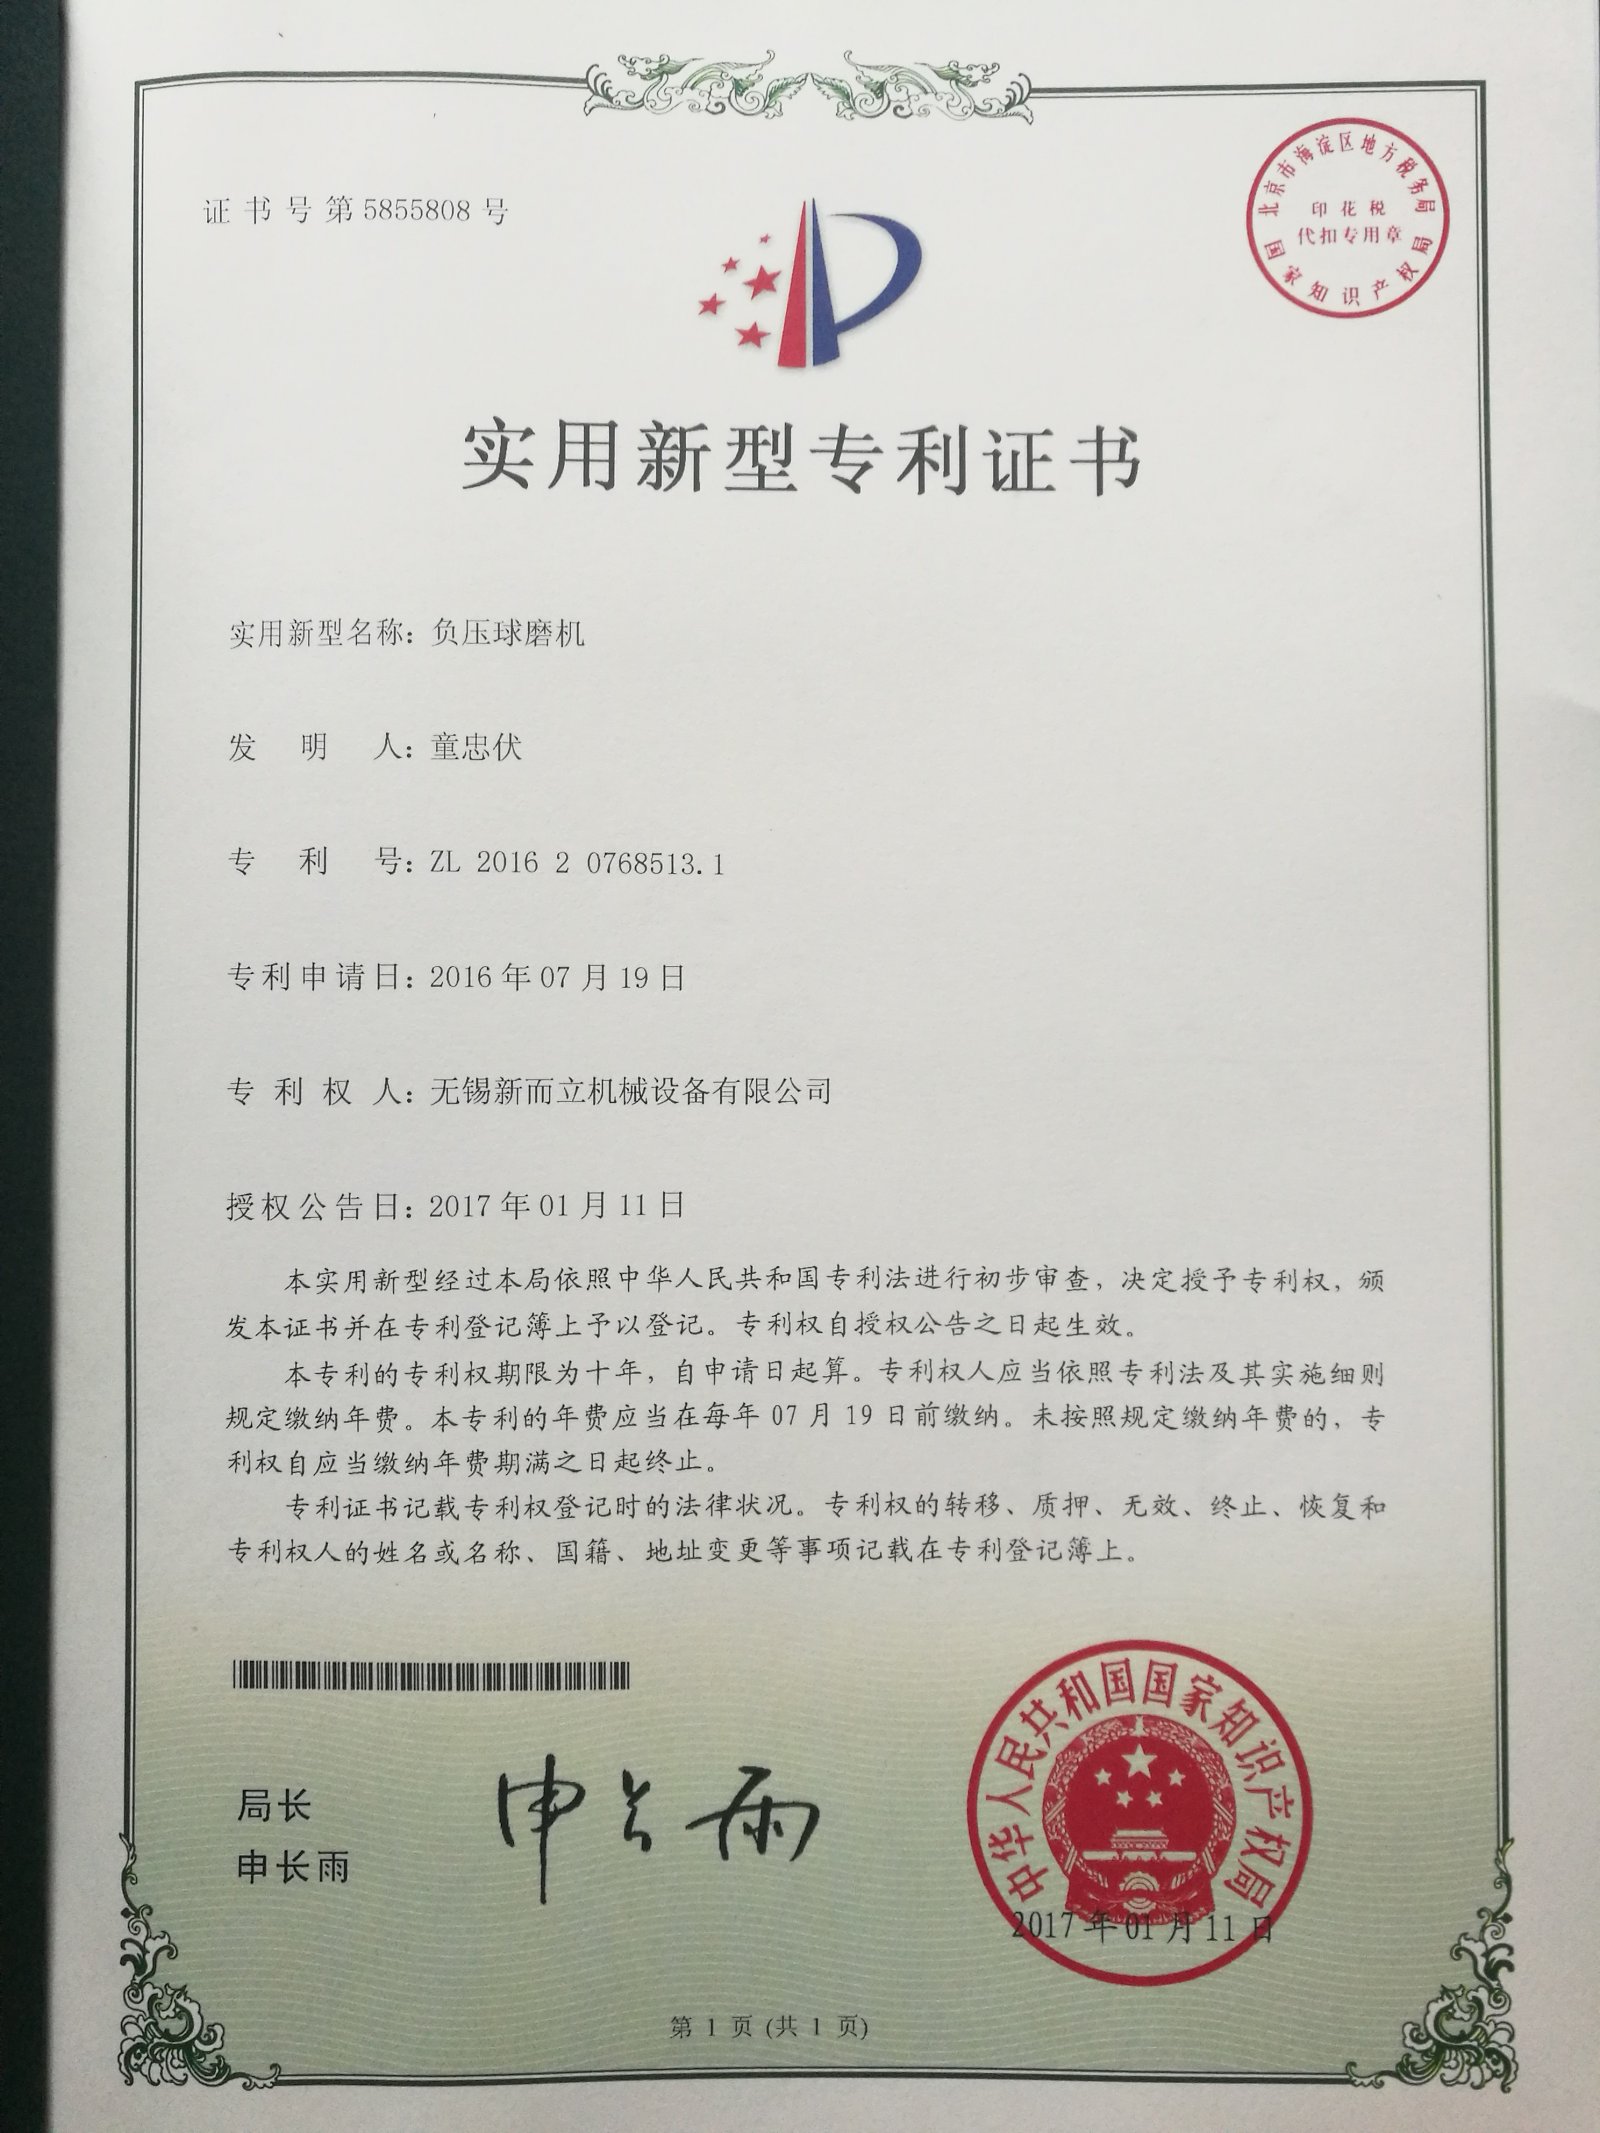 证书号第5855808号
北京市海淀区地方税务局
印花税
代扣专用章
国家知识产权局
实用新型专利证书
实用新型名称：负压球磨机
发明人：童忠伏
专利号：ZL 2016 2 0768513.1
专利申请日：2016年07月19日
专利权人：无锡新而立机械设备有限公司
授权公告日：2017年01月11日
本实用新型经过本局依照中华人民共和国专利法进行初步审查，决定授予专利权，颁
发本证书并在专利登记簿上予以登记。专利权自授权公告之日起生效。
本专利的专利权期限为十年，自申请日起算。专利权人应当依照专利法及其实施细则
规定缴纳年费。本专利的年费应当在每年07月19日前缴纳。未按照规定缴纳年费的，专
利权自应当缴纳年费期满之日起终止。
专利证书记载专利权登记时的法律状况。专利权的转移、质押、无效、终止、恢复和
专利权人的姓名或名称、国籍、地址变更等事项记载在专利登记簿上。
局长
申长雨
申长雨
中华人民共和国国家知识产权局
2017年01月11日
第 1 页 (共 1 页)